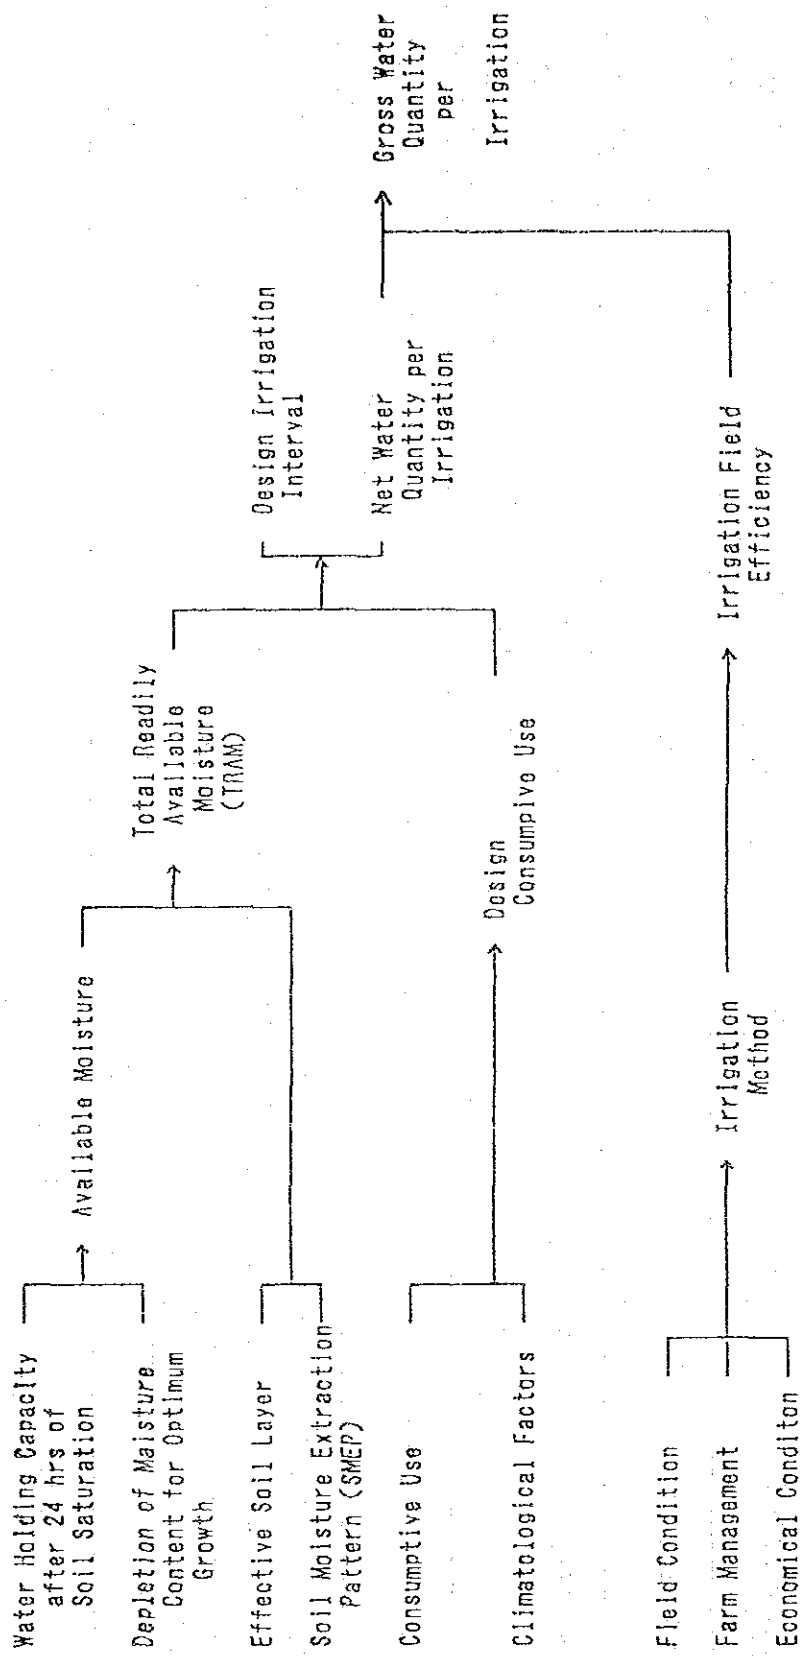 Water Holding Capacity
after 24 hrs of
Soil Saturation
Depletion of Maisture
Content for Optimum
Growth
Effective Soil Layer
Soil Moisture Extraction
Pattern (SMEP)
Consumptive Use
Climatological Factors
Field Condition
Farm Management
Economical Conditon
Available Moisture
Irrigation
Method
Total Readily
Available
Moisture
(TRAM)
Design
Consumpive Use
Irrigation Field
Efficiency
Design Irrigation
Interval
Net Water
Quantity per
Irrigation
Gross Water
Quantity
per
Irrigation